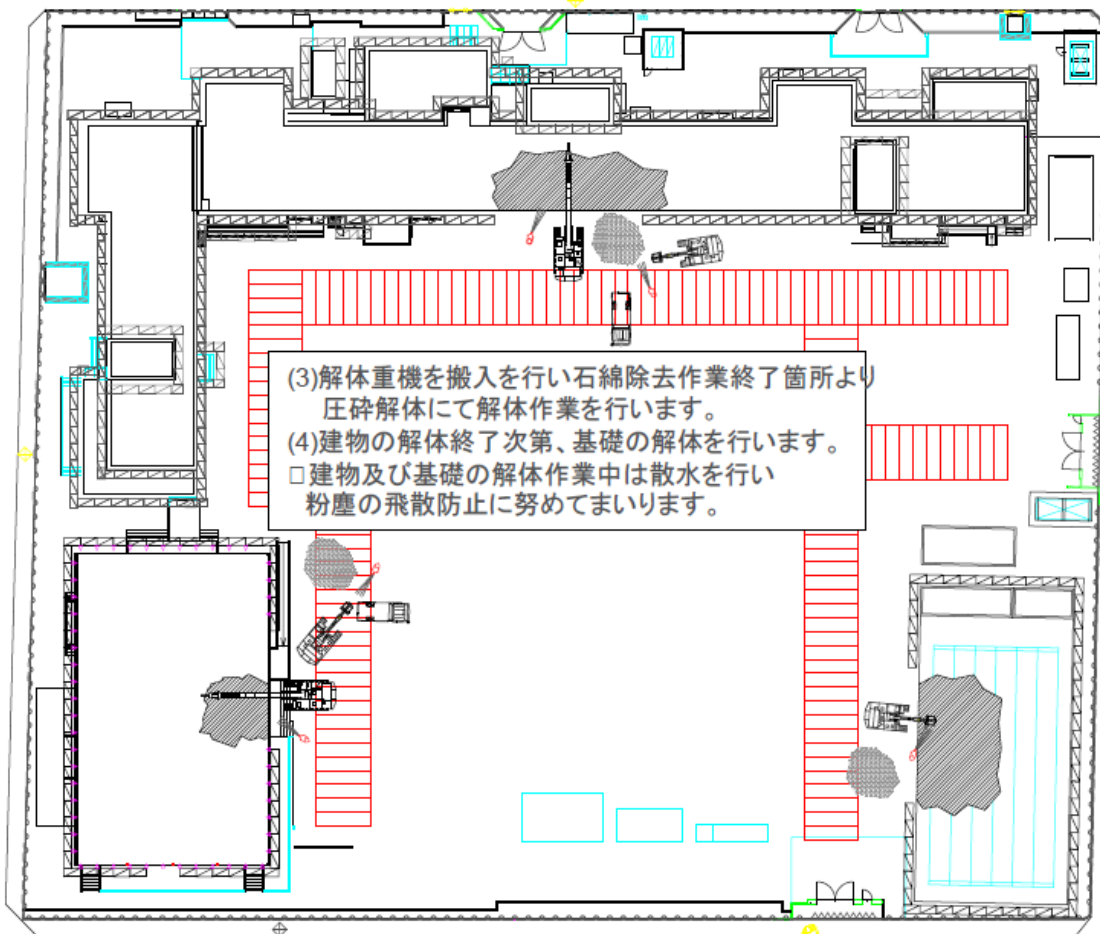 (3)解体重機を搬入を行い石綿除去作業終了箇所より
圧砕解体にて解体作業を行います。
(4)建物の解体終了次第、基礎の解体を行います。
□建物及び基礎の解体作業中は散水を行い
粉塵の飛散防止に努めてまいります。